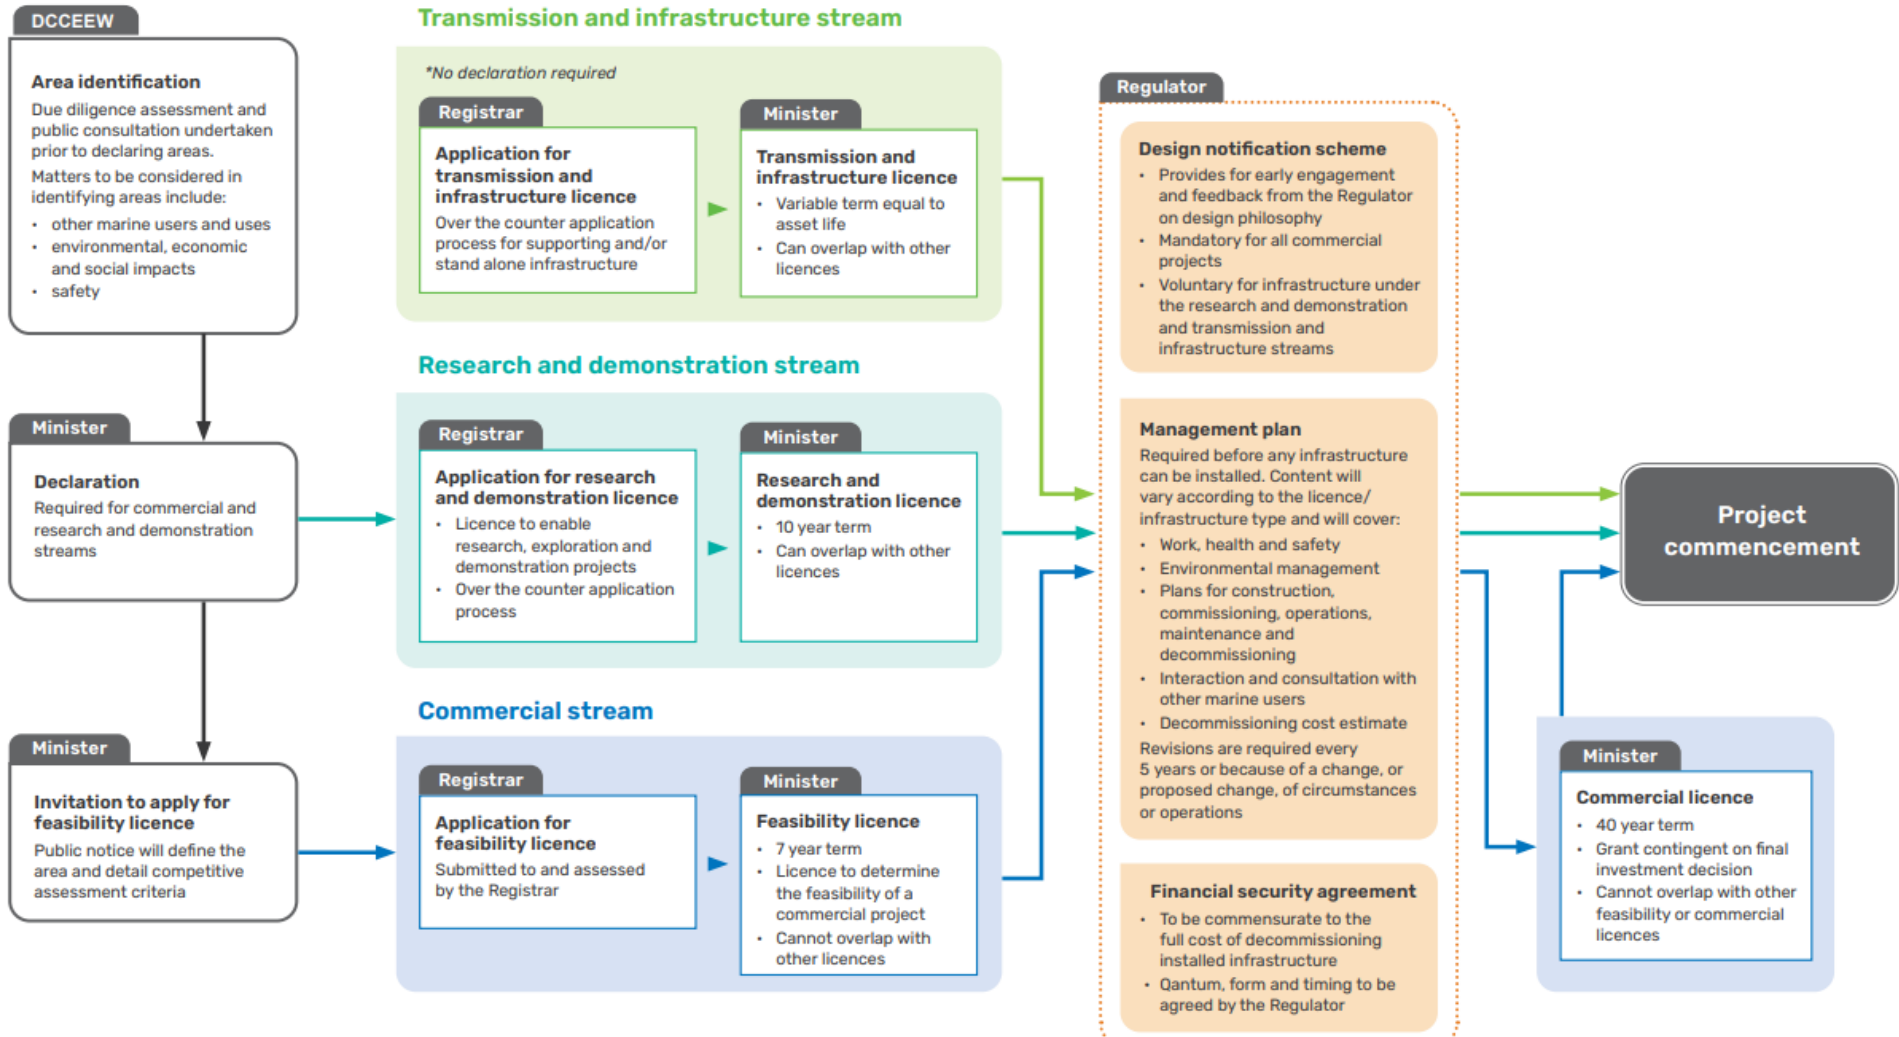 DCCEEW
Area identification
Due diligence assessment and
public consultation undertaken
prior to declaring areas.
Matters to be considered in
identifying areas include:
• other marine users and uses
• environmental, economic
and social impacts
• safety
Minister
Declaration
Required for commercial and
research and demonstration
streams
Minister
Invitation to apply for
feasibility licence
Public notice will define the
area and detail competitive
assessment criteria
Transmission and infrastructure stream
*No declaration required
Registrar
Application for
transmission and
infrastructure licence
Over the counter application
process for supporting and/or
stand alone infrastructure
Minister
Transmission and
infrastructure licence
• Variable term equal to
asset life
• Can overlap with other
licences
Research and demonstration stream
Registrar
Application for research
and demonstration licence
• Licence to enable
research, exploration and
demonstration projects
• Over the counter application
process
Minister
Research and
demonstration licence
• 10 year term
• Can overlap with other
licences
Commercial stream
Registrar
Application for
feasibility licence
Submitted to and assessed
by the Registrar
Minister
Feasibility licence
• 7 year term
• Licence to determine
the feasibility of a
commercial project
• Cannot overlap with
other licences
Regulator
Design notification scheme
• Provides for early engagement
and feedback from the Regulator
on design philosophy
• Mandatory for all commercial
projects
• Voluntary for infrastructure under
the research and demonstration
and transmission and
infrastructure streams
Management plan
Required before any infrastructure
can be installed. Content will
vary according to the licence/
infrastructure type and will cover:
• Work, health and safety
• Environmental management
• Plans for construction,
commissioning, operations,
maintenance and
decommissioning
• Interaction and consultation with
other marine users
• Decommissioning cost estimate
Revisions are required every
5 years or because of a change, or
proposed change, of circumstances
or operations
Financial security agreement
• To be commensurate to the
full cost of decommissioning
installed infrastructure
• Qantum, form and timing to be
agreed by the Regulator
Project
commencement
Minister
Commercial licence
• 40 year term
• Grant contingent on final
investment decision
• Cannot overlap with other
feasibility or commercial
licences